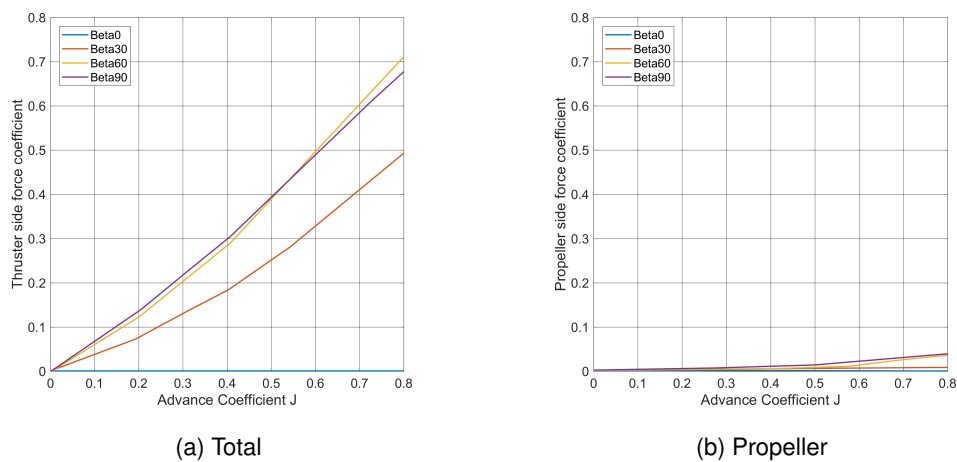 0.8
0.7
0.6
0.5
0.4
0.3
0.2
0.1
0
Thruster side force coefficient
Beta0
Beta30
Beta60
Beta90
0 0.1 0.2 0.3 0.4 0.5 0.6 0.7 0.8
Advance Coefficient J
(a) Total
0.8
0.7
0.6
0.5
0.4
0.3
0.2
0.1
0
Propeller side force coefficient
Beta0
Beta30
Beta60
Beta90
0 0.1 0.2 0.3 0.4 0.5 0.6 0.7 0.8
Advance Coefficient J
(b) Propeller